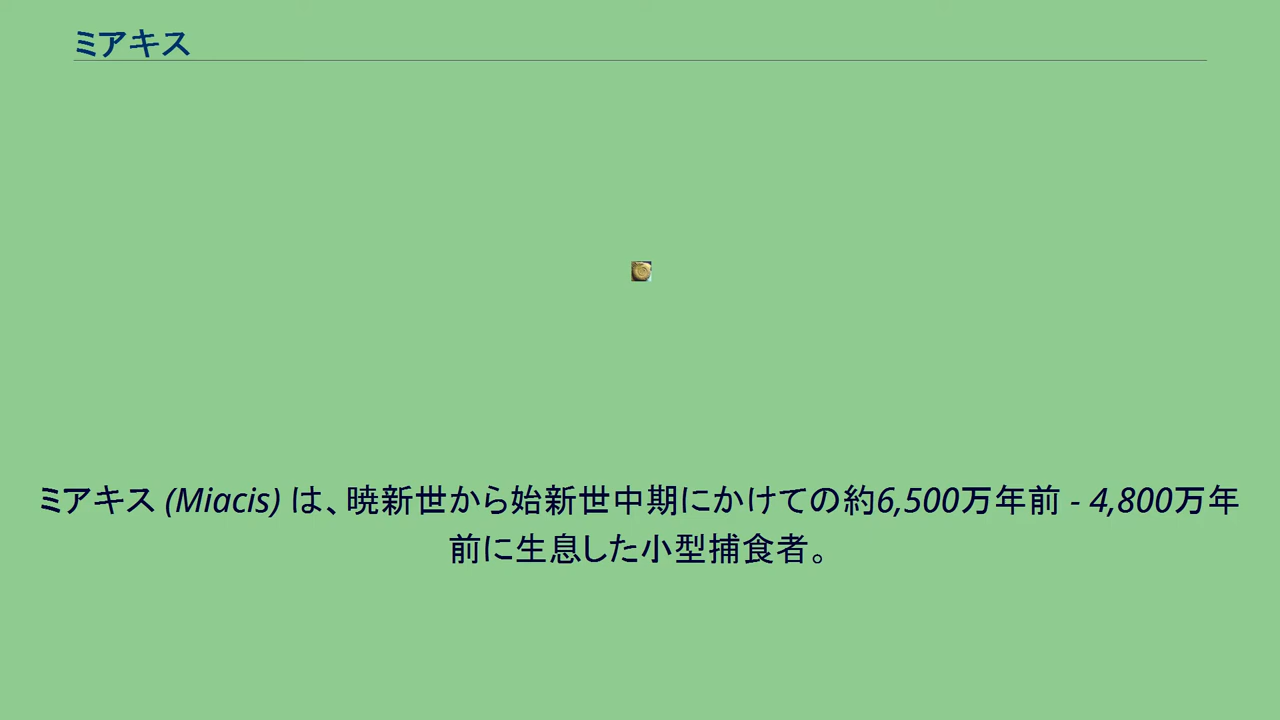 ミアキス
ミアキス (Miacis) は、暁新世から始新世中期にかけての約6,500万年前 - 4,800万年
前に生息した小型捕食者。